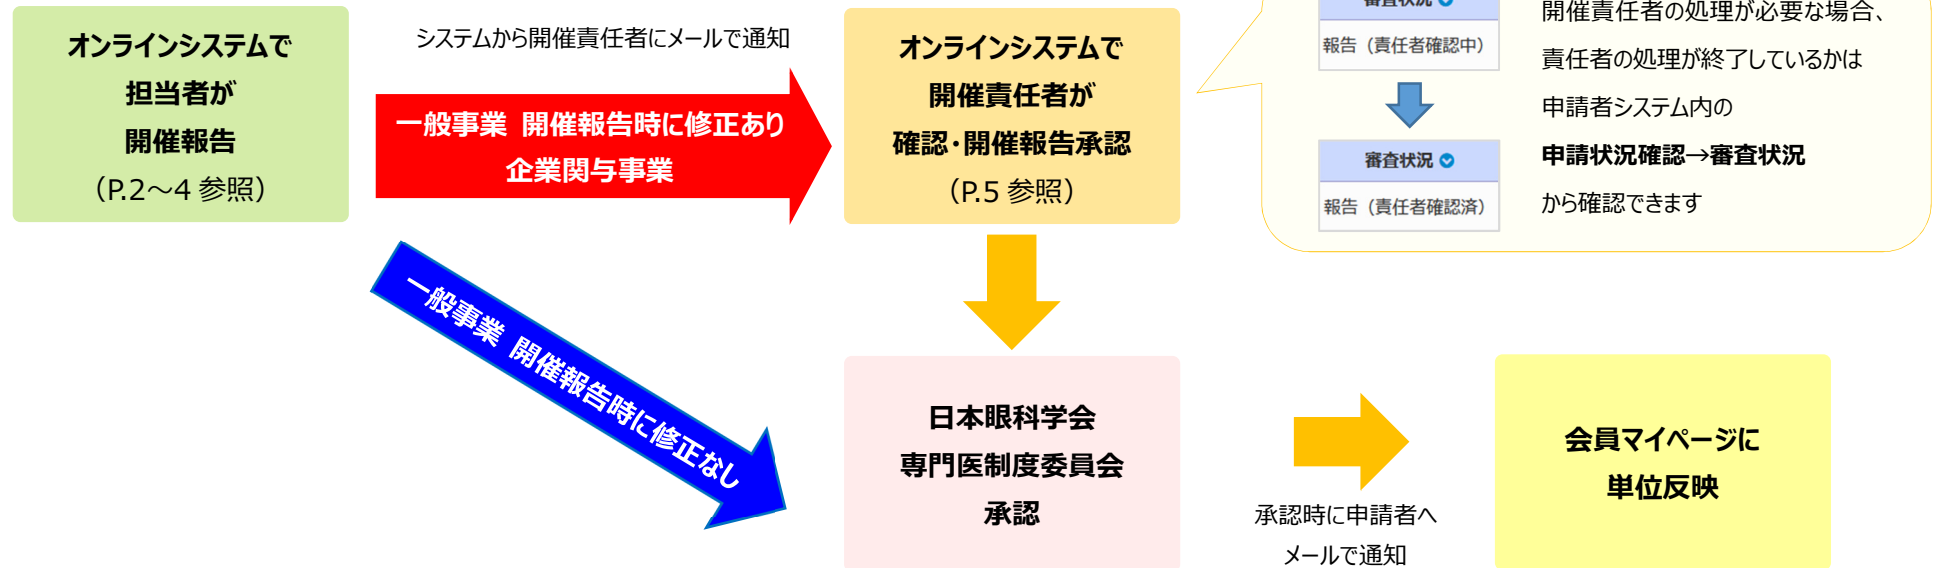 オンラインシステムで
担当者が
開催報告
(P.2~4 参照)
システムから開催責任者にメールで通知
一般事業 開催報告時に修正あり
企業関与事業
オンラインシステムで
開催責任者が
確認・開催報告承認
(P.5 参照)
審査状況
報告(責任者確認中)
審査状況
報告(責任者確認済)
開催責任者の処理が必要な場合、
責任者の処理が終了しているかは
申請者システム内の
申請状況確認→審査状況
から確認できます
一般事業 開催報告時に修正なし
日本眼科学会
専門医制度委員会
承認
承認時に申請者へ
メールで通知
会員マイページに
単位反映